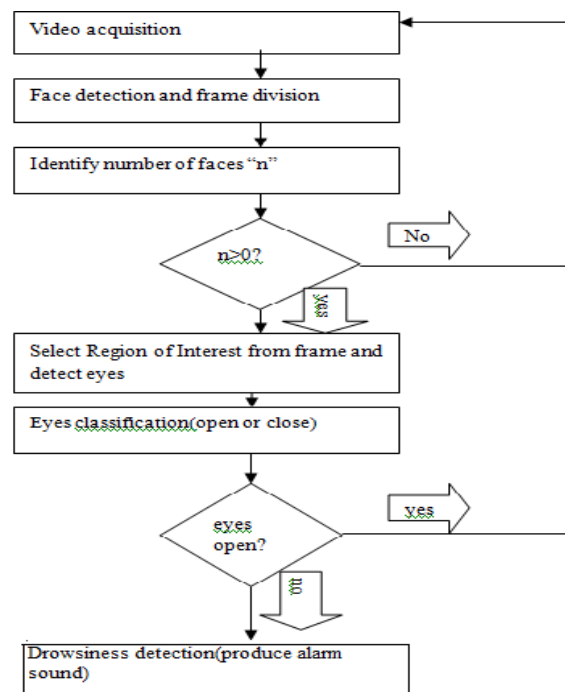 Video acquisition
Face detection and frame division
Identify number of faces “n”
n>0?
No
yes
Select Region of Interest from frame and
detect eyes
Eyes classification(open or close)
eyes
open?
yes
no
Drowsiness detection(produce alarm
sound)